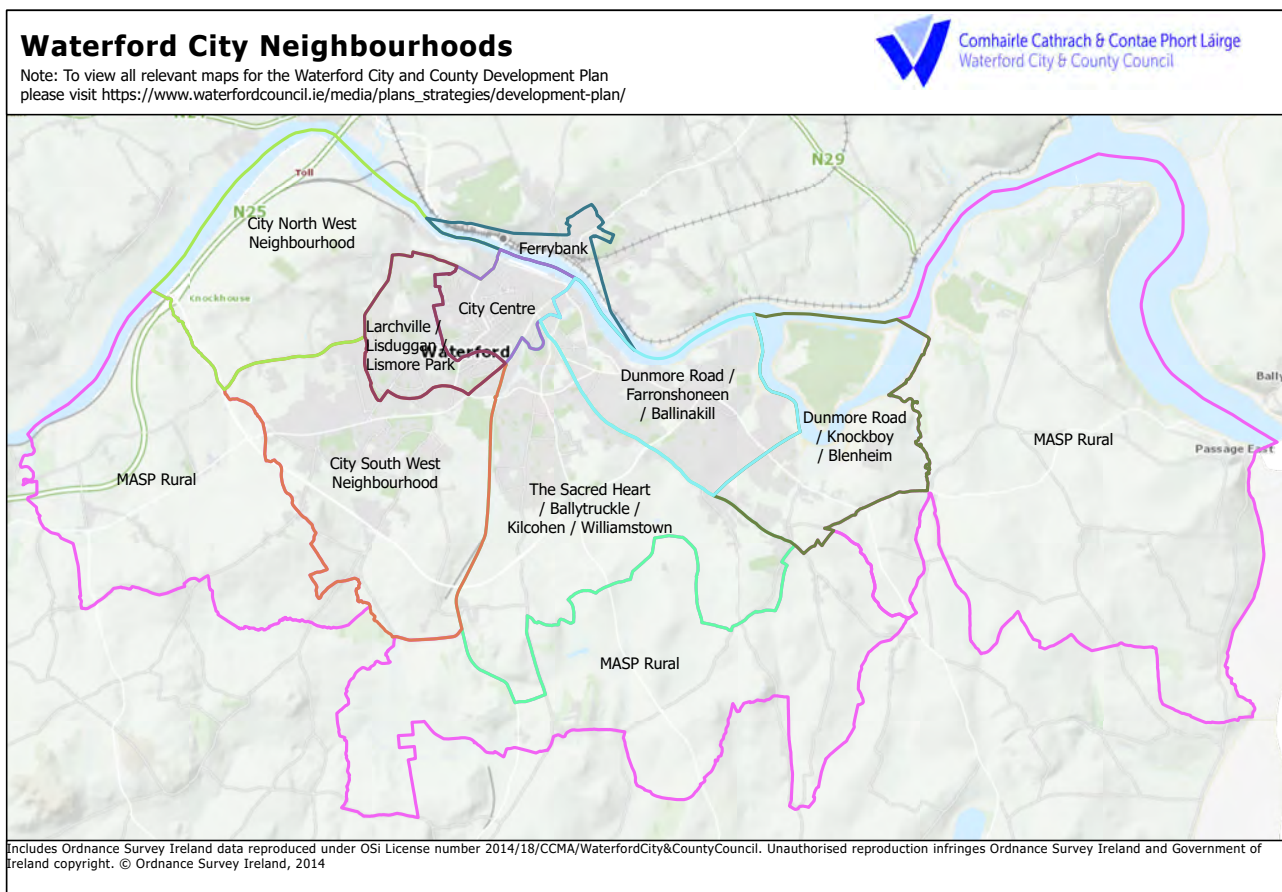 Waterford City Neighbourhoods
Note: To view all relevant maps for the Waterford City and County Development Plan
please visit https://www.waterfordcouncil.ie/media/plans_strategies/development-plan/
Comhairle Cathrach & Contae Phort Láirge
Waterford City & County Council
N29
Toll
N25
City North West
Neighbourhood
Ferrybank
Knockhouse
City Centre
Larchville /
Lisduggan /
Lismore Park
Waterford
Dunmore Road /
Farronshoneen
/ Ballinakill
Dunmore Road
/ Knockboy
/ Blenheim
MASP Rural
Passage East
City South West
Neighbourhood
MASP Rural
The Sacred Heart
/ Ballytruckle /
Kilcohen / Williamstown
MASP Rural
Includes Ordnance Survey Ireland data reproduced under OSi License number 2014/18/CCMA/WaterfordCity&CountyCouncil. Unauthorised reproduction infringes Ordnance Survey Ireland and Government of
Ireland copyright. © Ordnance Survey Ireland, 2014